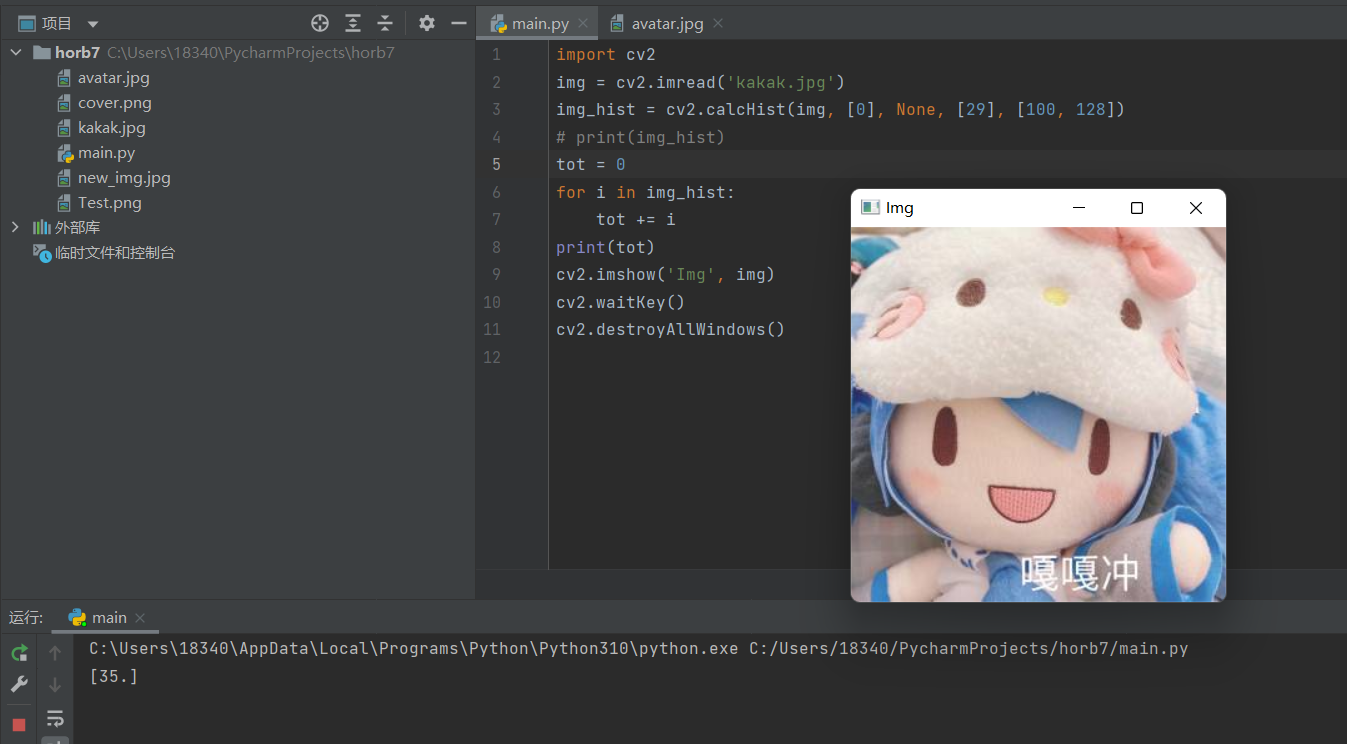 项目
main.py
avatar.jpg
horb7 C:\Users\18340\PycharmProjects\horb7
avatar.jpg
cover.png
kakak.jpg
main.py
new_img.jpg
Test.png
外部库
临时文件和控制台
1 import cv2
2 img = cv2.imread('kakak.jpg')
3 img_hist = cv2.calcHist(img, [0], None, [29], [100, 128])
4 # print(img_hist)
5 tot = 0
6 for i in img_hist:
7     tot += i
8 print(tot)
9 cv2.imshow('Img', img)
10 cv2.waitKey()
11 cv2.destroyAllWindows()
12
Img
嘎嘎冲
运行:
main
C:\Users\18340\AppData\Local\Programs\Python\Python310\python.exe C:/Users/18340/PycharmProjects/horb7/main.py
[35.]